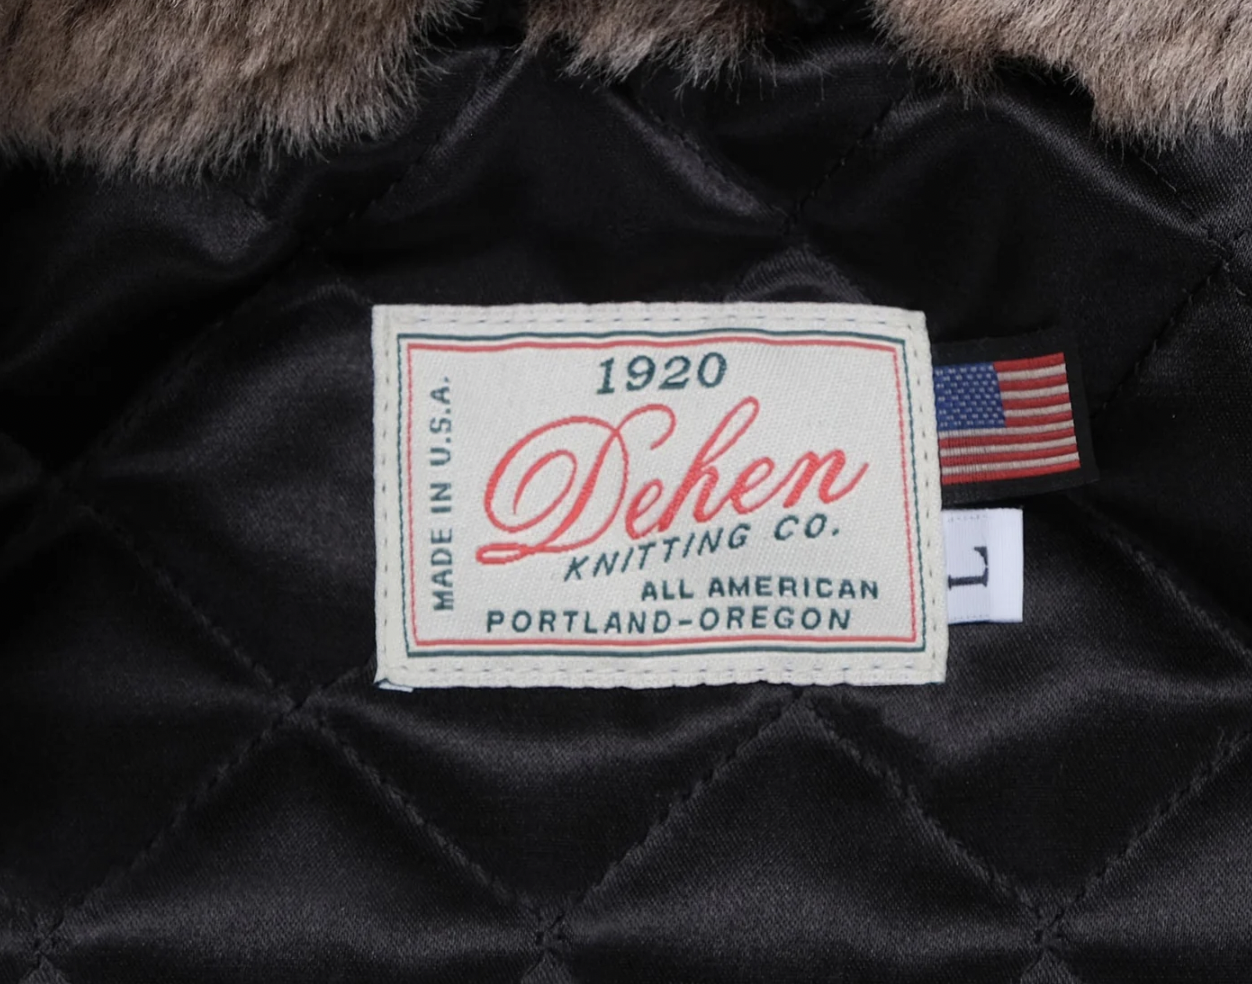 1920
MADE IN U.S.A.
Dehen
KNITTING CO.
ALL AMERICAN
PORTLAND-OREGON
L